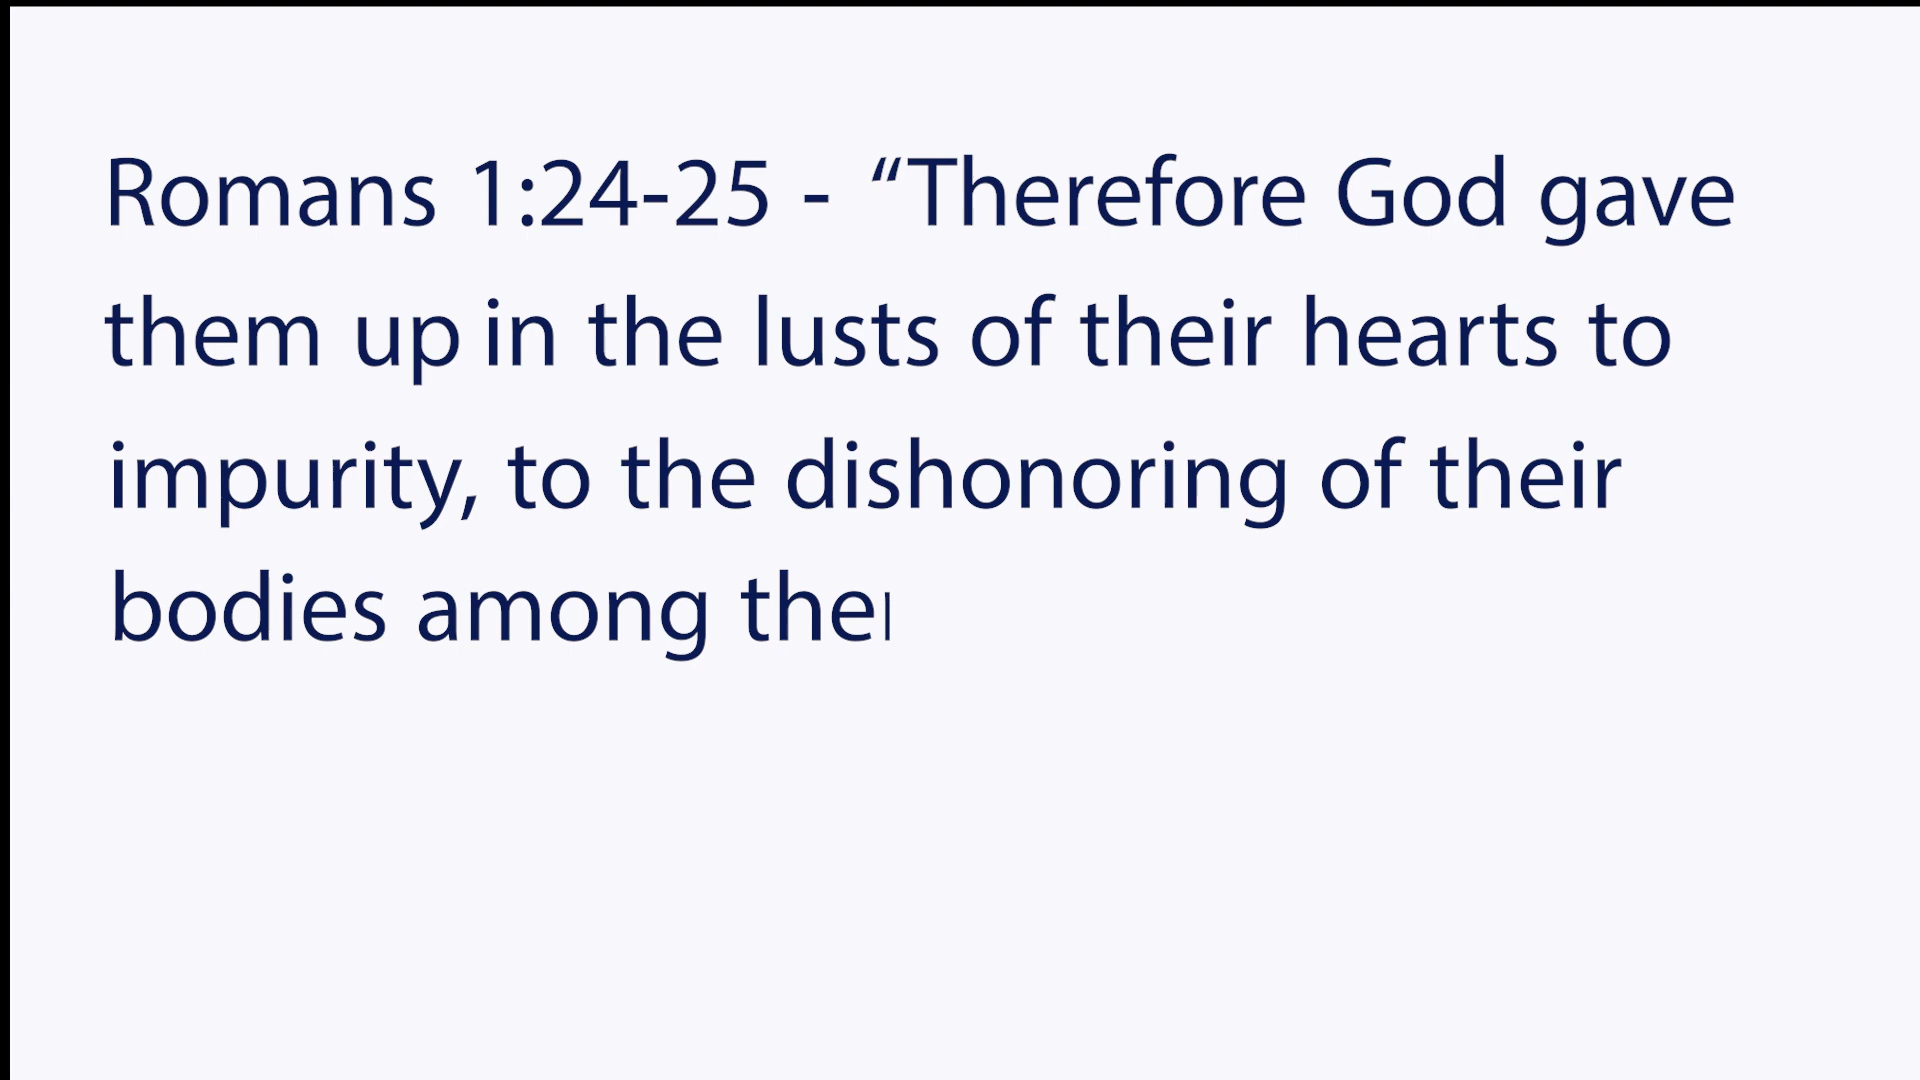 Romans 1:24-25 - “Therefore God gave
them up in the lusts of their hearts to
impurity, to the dishonoring of their
bodies among